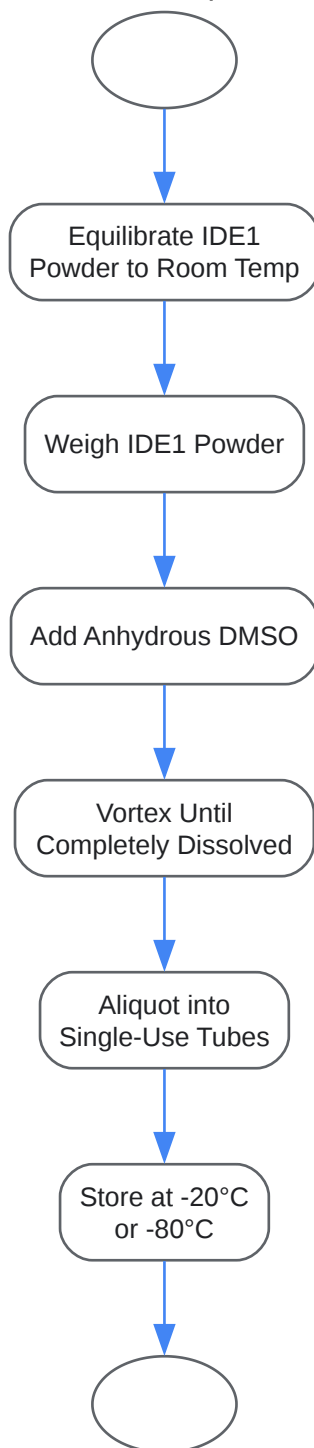 Equilibrate IDE1
Powder to Room Temp
Weigh IDE1 Powder
Add Anhydrous DMSO
Vortex Until
Completely Dissolved
Aliquot into
Single-Use Tubes
Store at -20°C
or -80°C